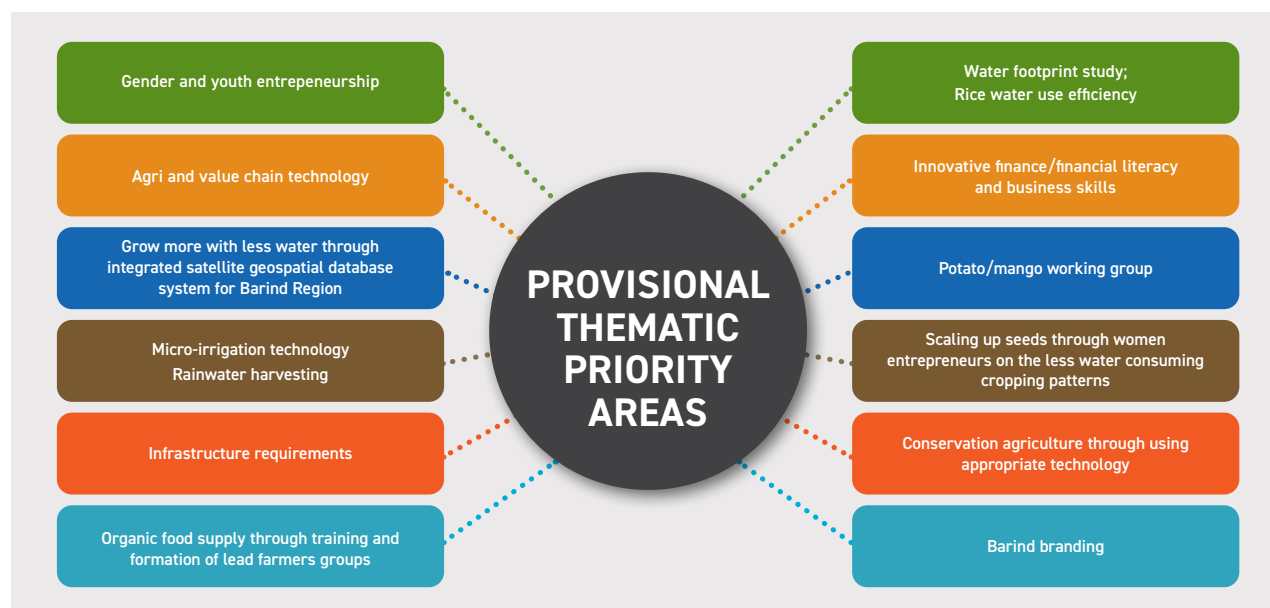 Gender and youth entrepeneurship
Agri and value chain technology
Grow more with less water through
integrated satellite geospatial database
system for Barind Region
Micro-irrigation technology
Rainwater harvesting
Infrastructure requirements
Organic food supply through training and
formation of lead farmers groups
PROVISIONAL
THEMATIC
PRIORITY
AREAS
Water footprint study;
Rice water use efficiency
Innovative finance/financial literacy
and business skills
Potato/mango working group
Scaling up seeds through women
entrepreneurs on the less water consuming
cropping patterns
Conservation agriculture through using
appropriate technology
Barind branding